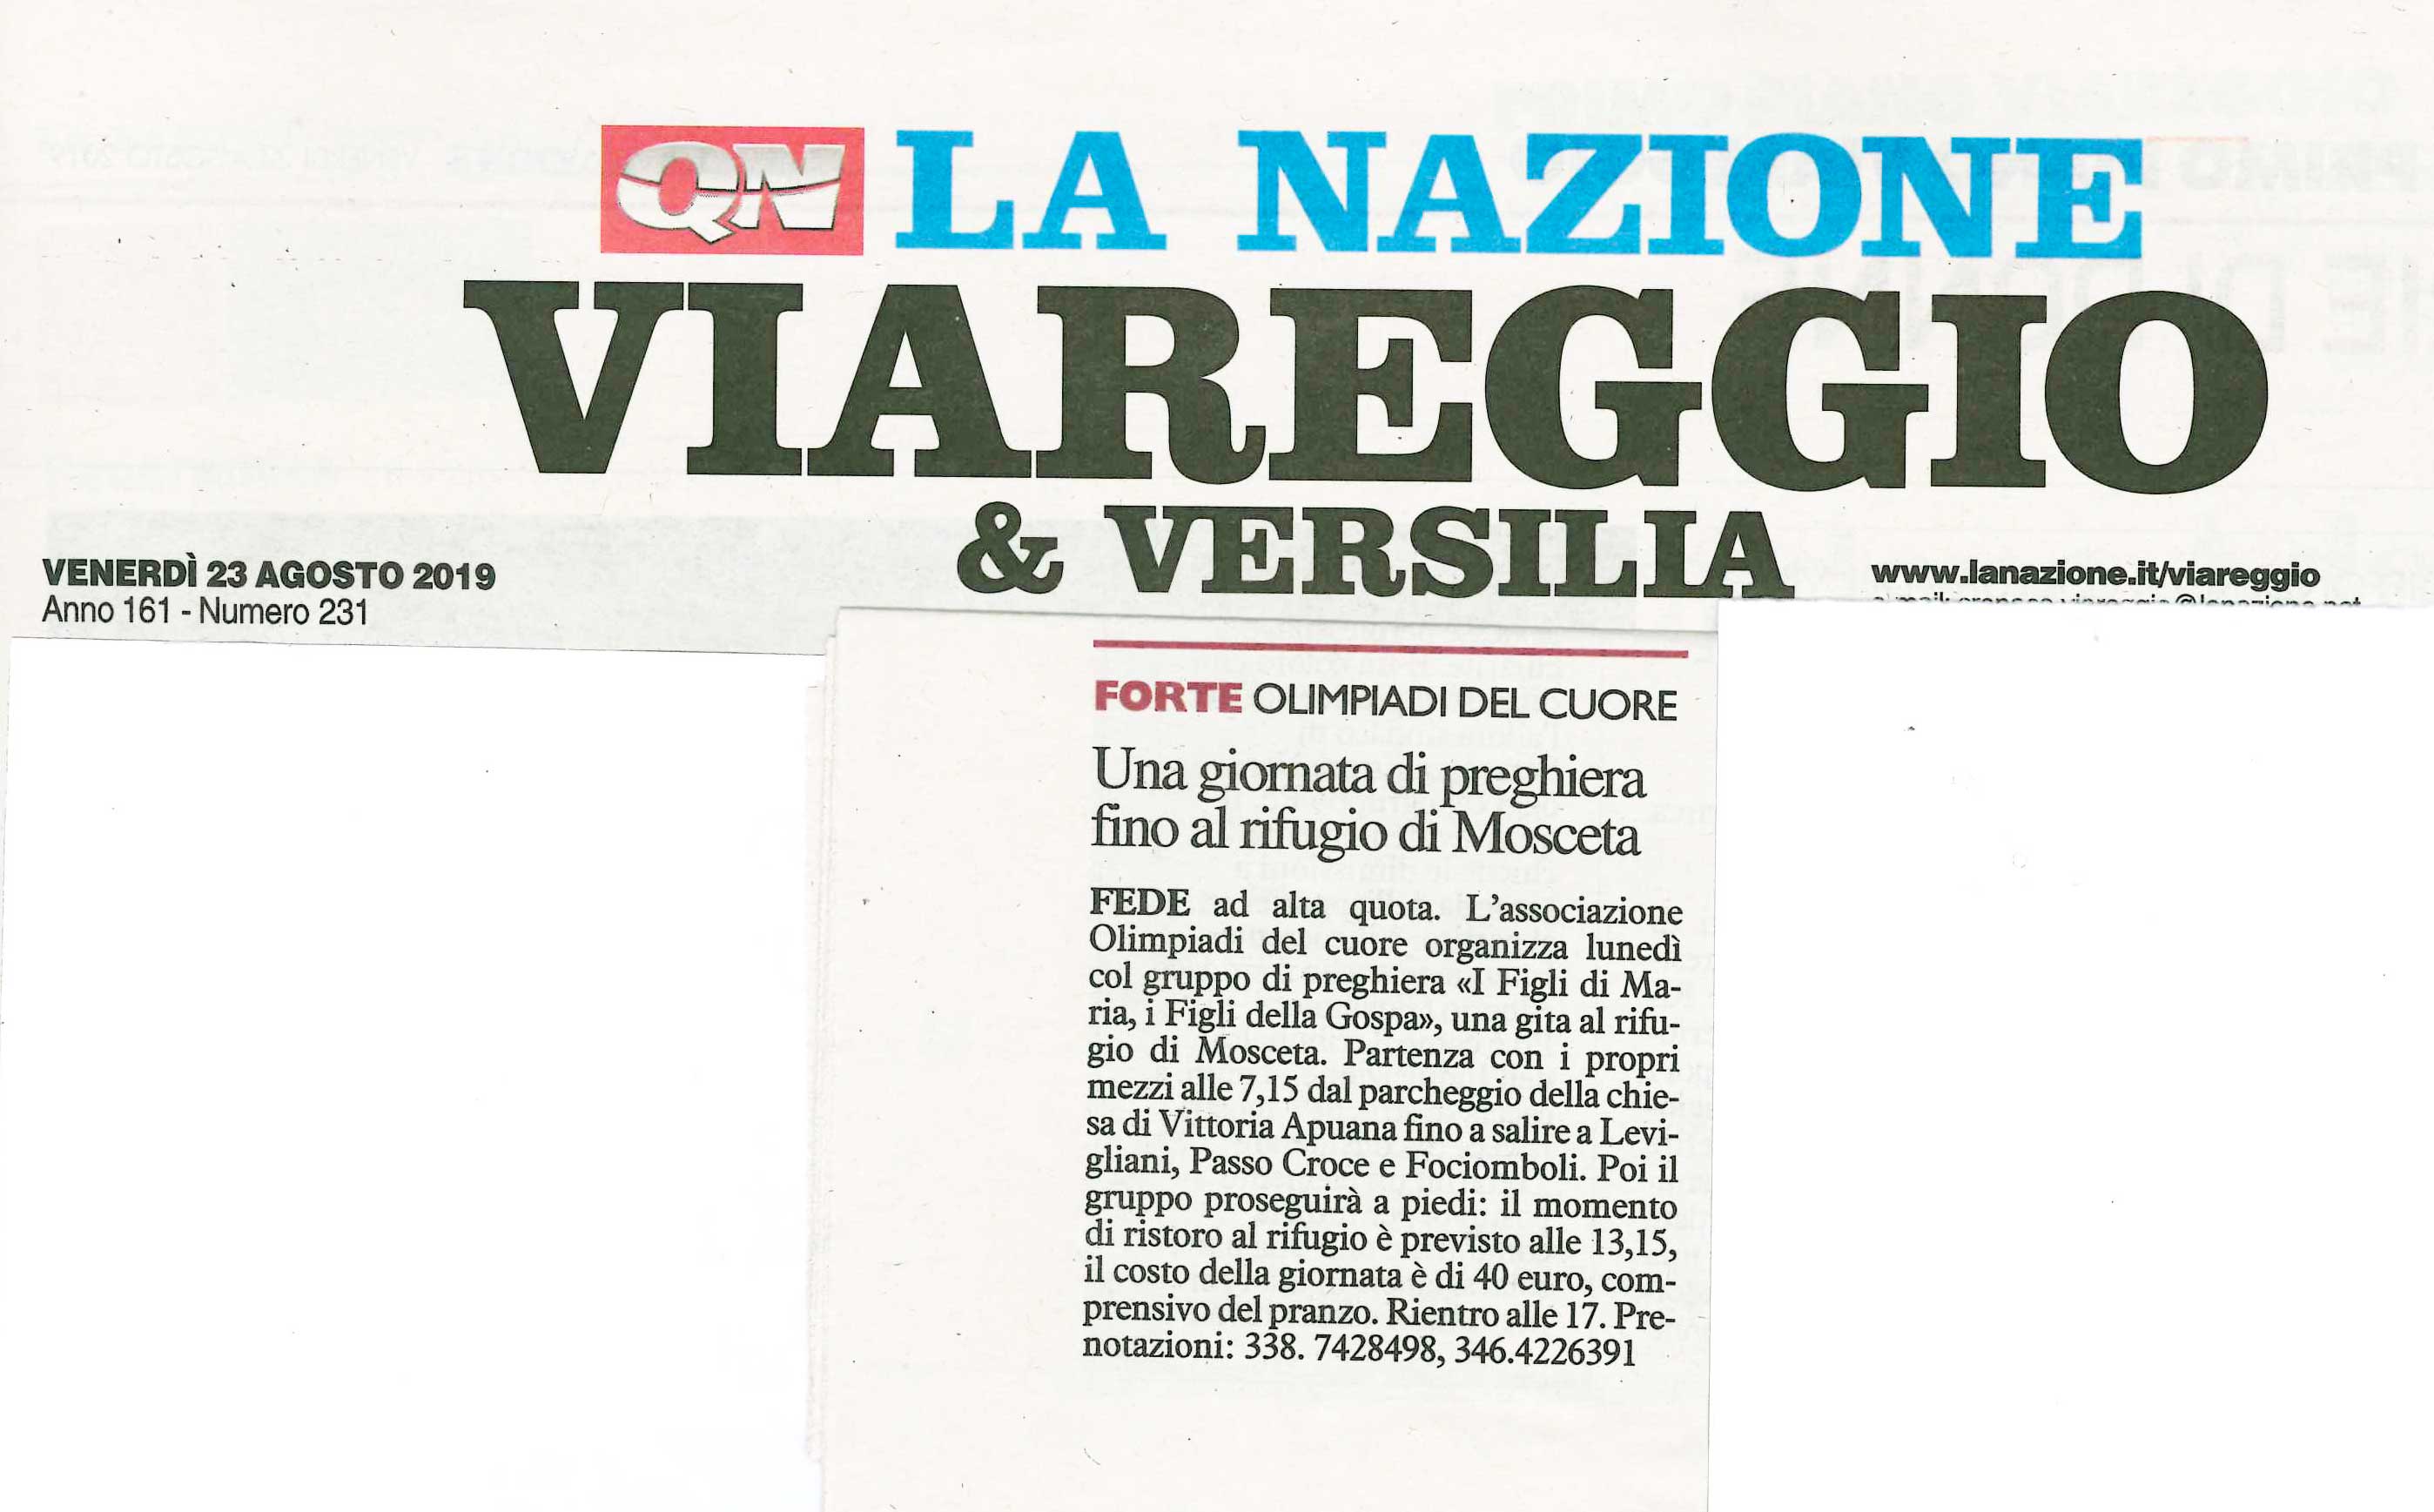 QN LA NAZIONE
VIAREGGIO
& VERSILIA
VENERDÌ 23 AGOSTO 2019
Anno 161 - Numero 231
www.lanazione.it/viareggio
FORTE OLIMPIADI DEL CUORE
Una giornata di preghiera
fino al rifugio di Mosceta
FEDE ad alta quota. L'associazione
Olimpiadi del cuore organizza lunedì
col gruppo di preghiera «I Figli di Ma-
ria, i Figli della Gospa», una gita al rifu-
gio di Mosceta. Partenza con i propri
mezzi alle 7,15 dal parcheggio della chie-
sa di Vittoria Apuana fino a salire a Levi-
gliani, Passo Croce e Fociomboli. Poi il
gruppo proseguirà a piedi: il momento
di ristoro al rifugio è previsto alle 13,15,
il costo della giornata è di 40 euro, com-
prensivo del pranzo. Rientro alle 17. Pre-
notazioni: 338. 7428498, 346.4226391